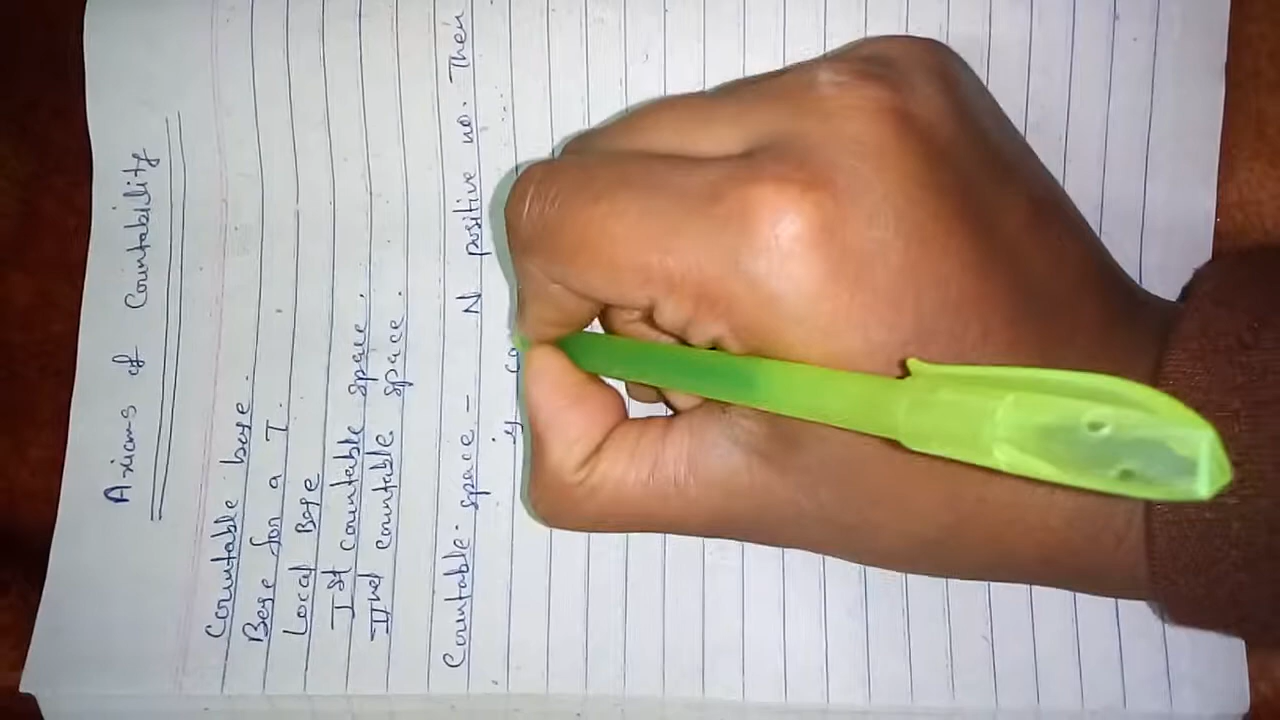 Axioms of Countability
Countable base.
Base for a T.
Local Base
Ist countable space.
IInd countable space.
Countable space - N positive no. Then